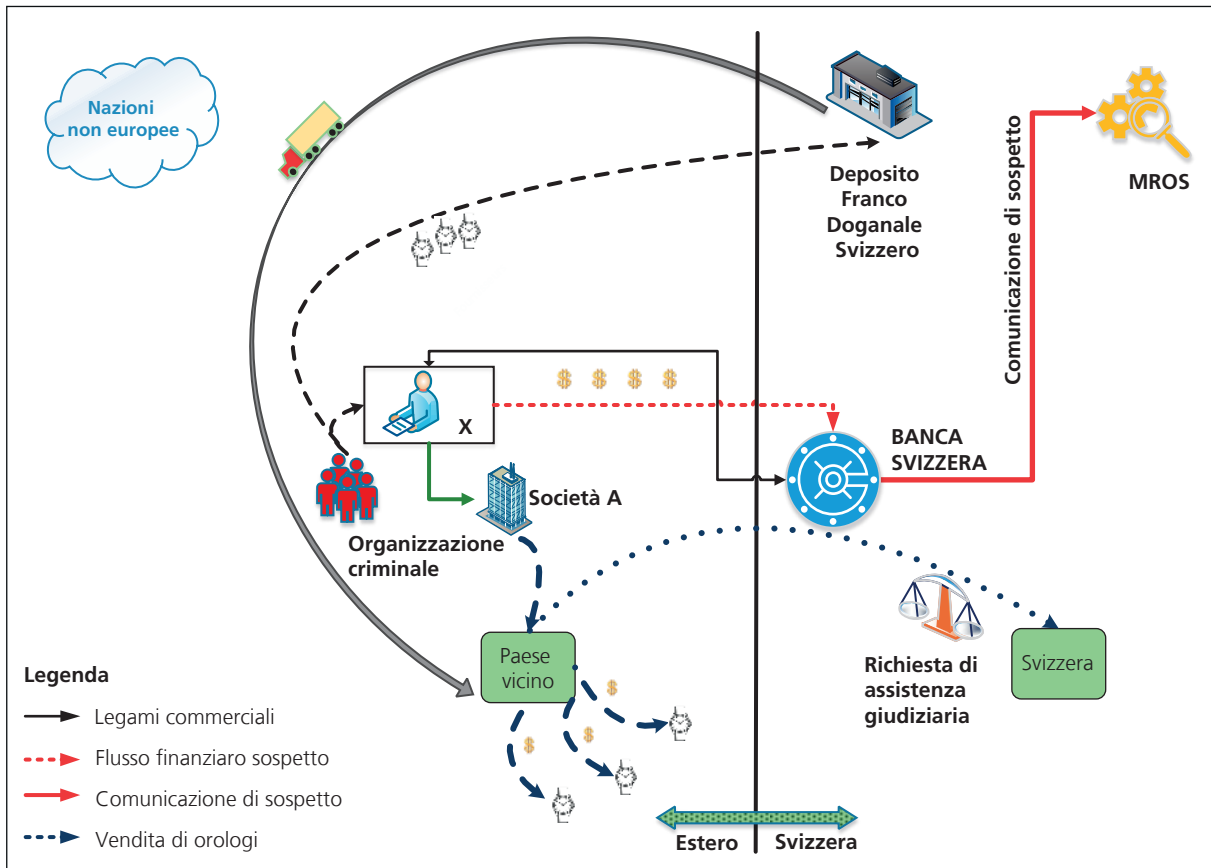 Nazioni
non europee
Deposito
Franco
Doganale
Svizzero
MROS
Comunicazione di sospetto
$ $ $ $
X
BANCA
SVIZZERA
Società A
Organizzazione
criminale
Paese
vicino
$
$
$
Richiesta di
assistenza
giudiziaria
Svizzera
Legenda
Legami commerciali
Flusso finanziaro sospetto
Comunicazione di sospetto
Vendita di orologi
Estero
Svizzera